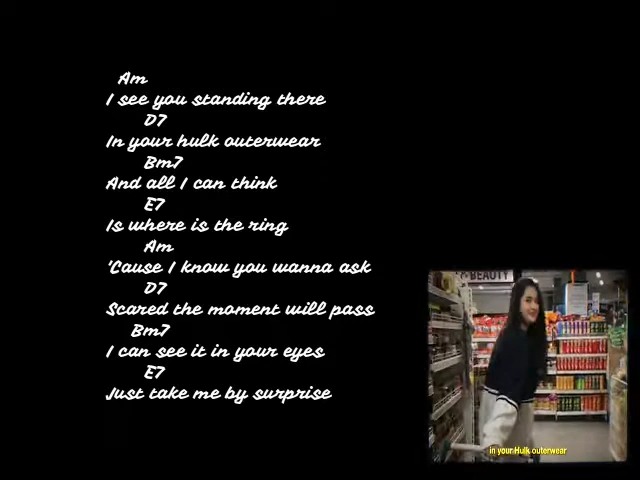 Am
I see you standing there
D7
In your hulk outerwear
Bm7
And all I can think
E7
Is where is the ring
Am
'Cause I know you wanna ask
D7
Scared the moment will pass
Bm7
I can see it in your eyes
E7
Just take me by surprise
BEAUTY
in your Hulk outerwear